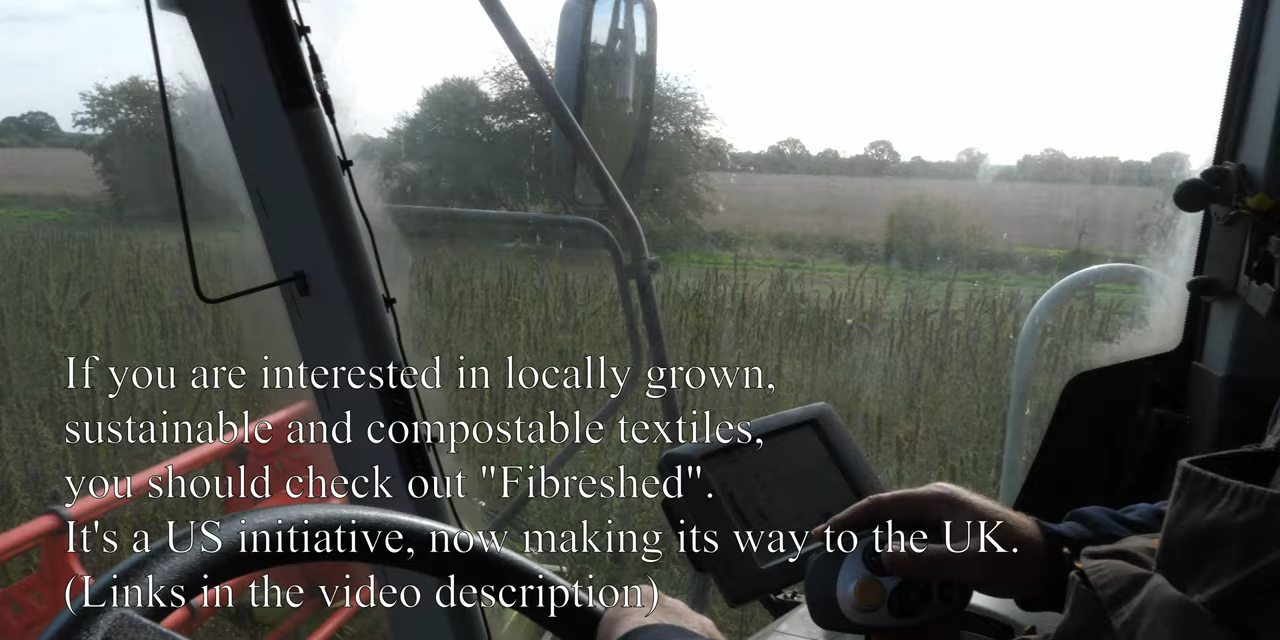 If you are interested in locally grown,
sustainable and compostable textiles,
you should check out "Fibreshed".
It's a US initiative, now making its way to the UK.
(Links in the video description)